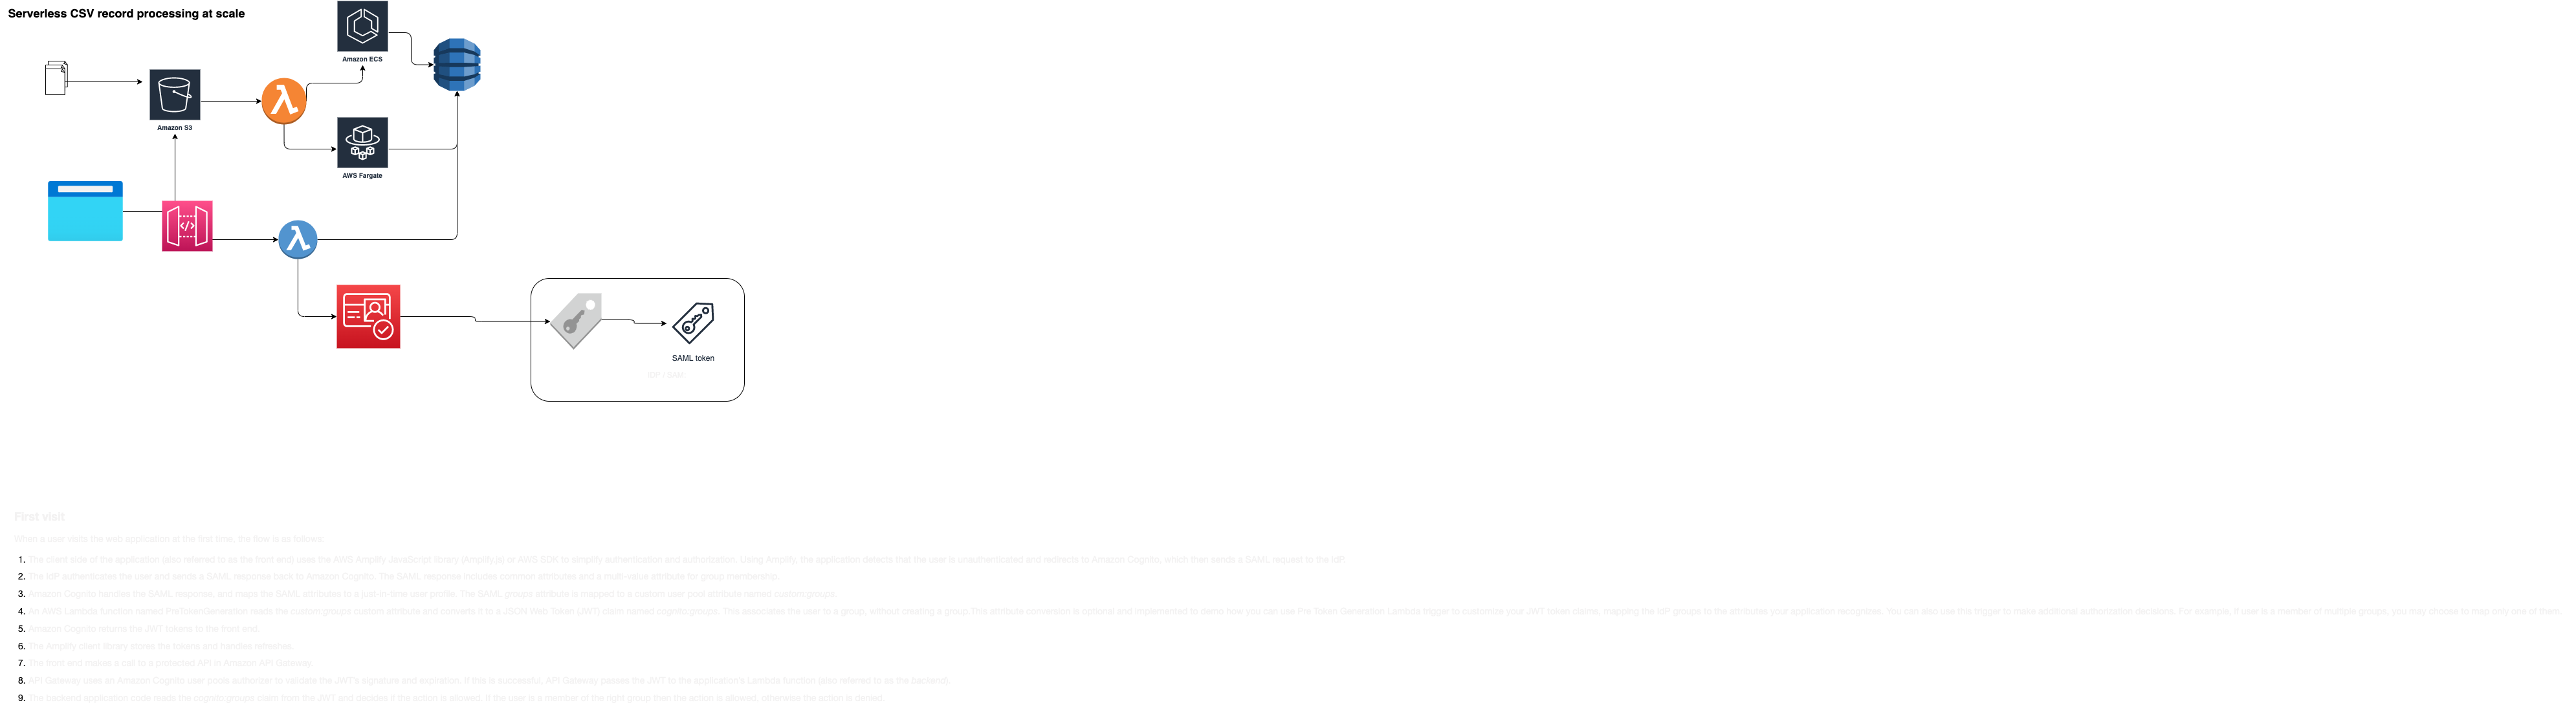 Serverless CSV record processing at scale
Amazon ECS
Amazon S3
AWS Fargate
</>
SAML token
IDP / SAM
First visit
When a user visits the web application at the first time, the flow is as follows:
1. The client side of the application (also referred to as the front end) uses the AWS Amplify JavaScript library (Amplify.js) or AWS SDK to simplify authentication and authorization. Using Amplify, the application detects that the user is unauthenticated and redirects to Amazon Cognito, which then sends a SAML request to the IdP.
2. The IdP authenticates the user and sends a SAML response back to Amazon Cognito. The SAML response includes common attributes and a multi-value attribute for group membership.
3. Amazon Cognito handles the SAML response, and maps the SAML attributes to a just-in-time user profile. The SAML groups attribute is mapped to a custom user pool attribute named custom:groups.
4. An AWS Lambda function named PreTokenGeneration reads the custom:groups custom attribute and converts it to a JSON Web Token (JWT) claim named cognito:groups. This associates the user to a group, without creating a group.This attribute conversion is optional and implemented to demo how you can use Pre Token Generation Lambda trigger to customize your JWT token claims, mapping the IdP groups to the attributes your application recognizes. You can also use this trigger to make additional authorization decisions. For example, if user is a member of multiple groups, you may choose to map only one of them.
5. Amazon Cognito returns the JWT tokens to the front end.
6. The Amplify client library stores the tokens and handles refreshes.
7. The front end makes a call to a protected API in Amazon API Gateway.
8. API Gateway uses an Amazon Cognito user pools authorizer to validate the JWT's signature and expiration. If this is successful, API Gateway passes the JWT to the application's Lambda function (also referred to as the backend).
9. The backend application code reads the cognito:groups claim from the JWT and decides if the action is allowed. If the user is a member of the right group then the action is allowed, otherwise the action is denied.